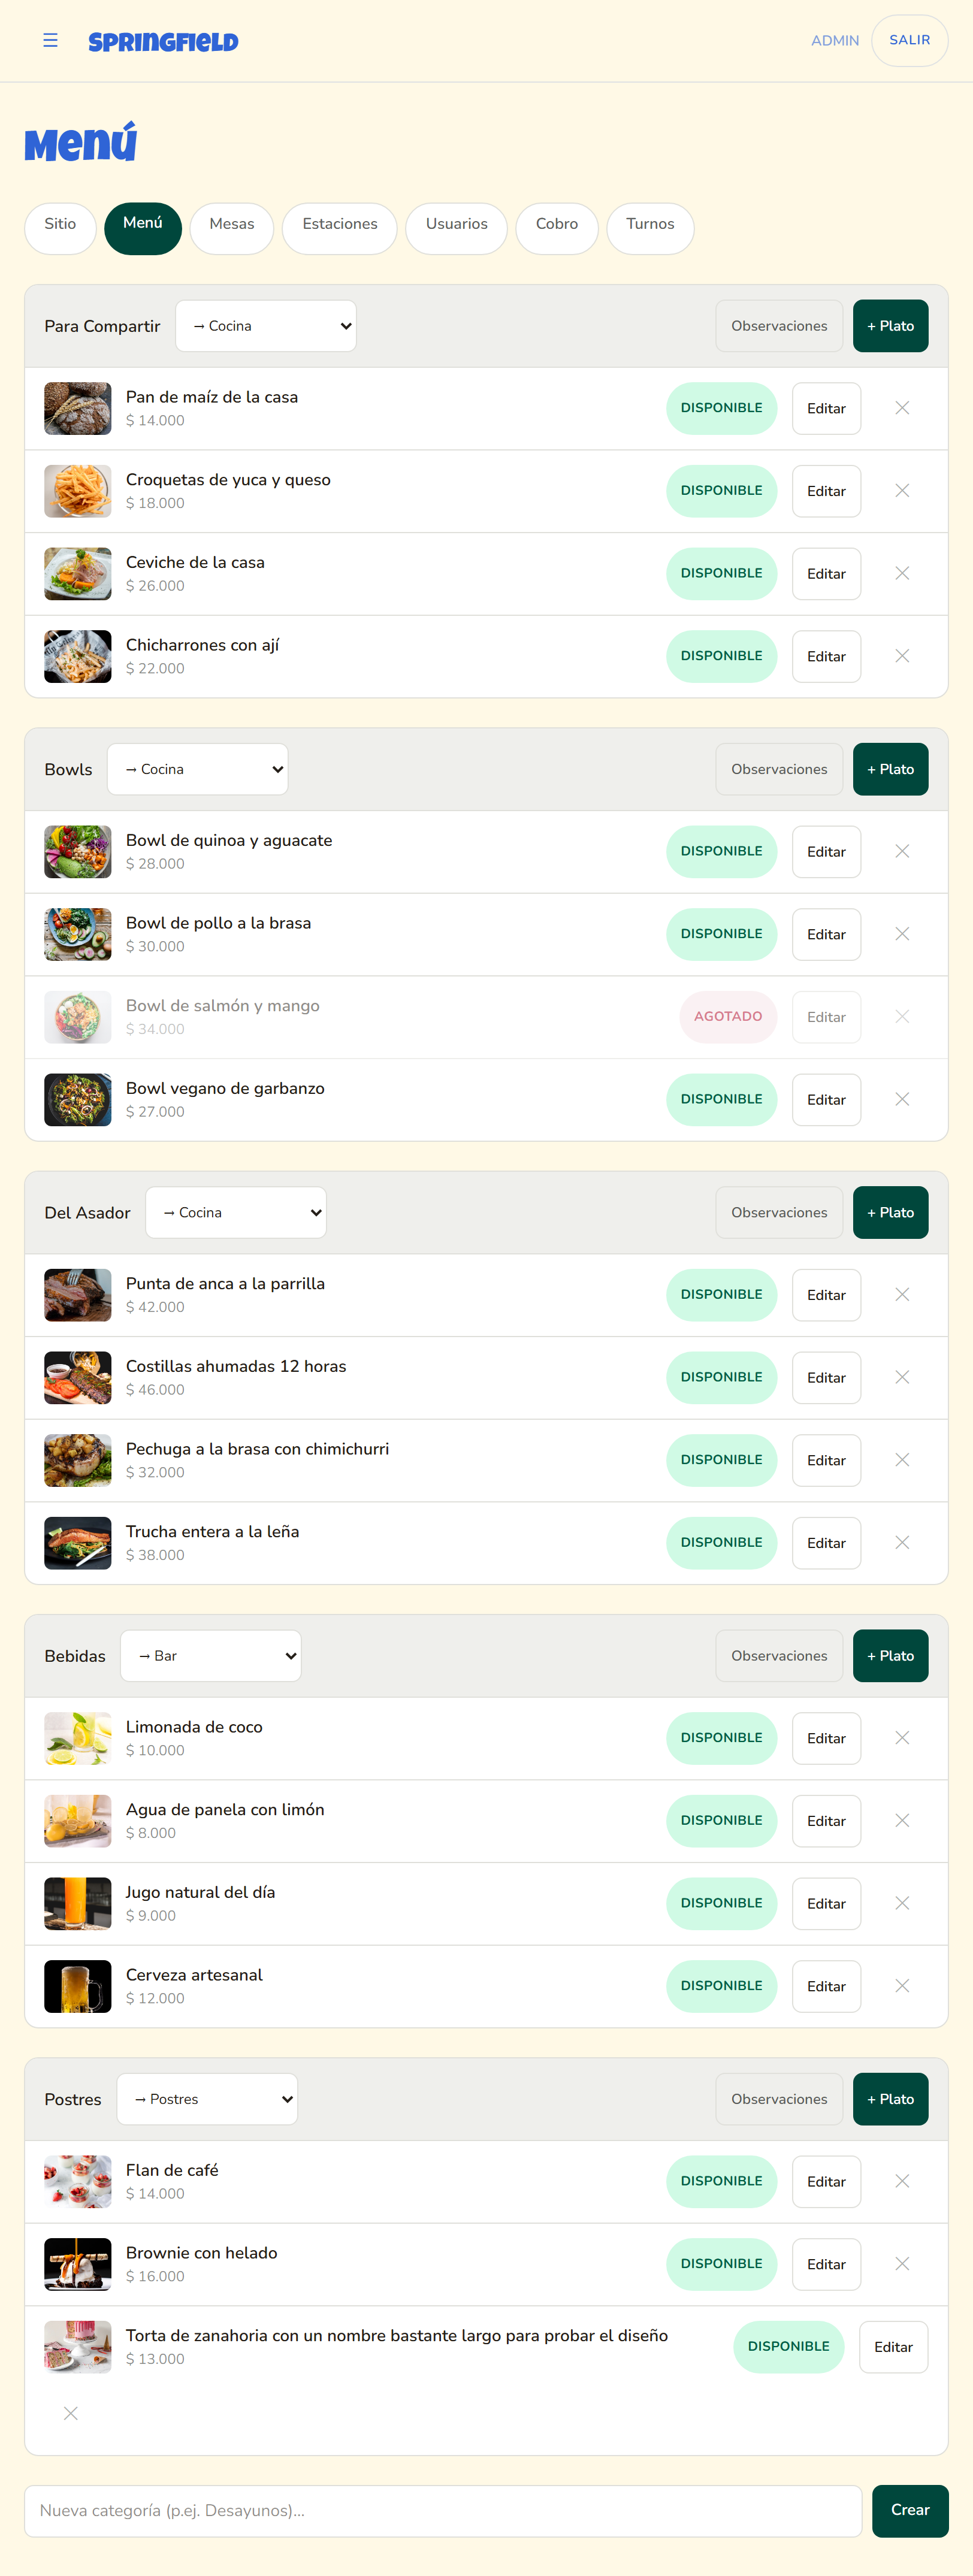 ☰ SPRINGFIELD ADMIN SALIR
Menú
Sitio Menú Mesas Estaciones Usuarios Cobro Turnos
Para Compartir → Cocina Observaciones + Plato
Pan de maíz de la casa
$ 14.000
DISPONIBLE Editar ×
Croquetas de yuca y queso
$ 18.000
DISPONIBLE Editar ×
Ceviche de la casa
$ 26.000
DISPONIBLE Editar ×
Chicharrones con ají
$ 22.000
DISPONIBLE Editar ×
Bowls → Cocina Observaciones + Plato
Bowl de quinoa y aguacate
$ 28.000
DISPONIBLE Editar ×
Bowl de pollo a la brasa
$ 30.000
DISPONIBLE Editar ×
Bowl de salmón y mango
$ 34.000
AGOTADO Editar ×
Bowl vegano de garbanzo
$ 27.000
DISPONIBLE Editar ×
Del Asador → Cocina Observaciones + Plato
Punta de anca a la parrilla
$ 42.000
DISPONIBLE Editar ×
Costillas ahumadas 12 horas
$ 46.000
DISPONIBLE Editar ×
Pechuga a la brasa con chimichurri
$ 32.000
DISPONIBLE Editar ×
Trucha entera a la leña
$ 38.000
DISPONIBLE Editar ×
Bebidas → Bar Observaciones + Plato
Limonada de coco
$ 10.000
DISPONIBLE Editar ×
Agua de panela con limón
$ 8.000
DISPONIBLE Editar ×
Jugo natural del día
$ 9.000
DISPONIBLE Editar ×
Cerveza artesanal
$ 12.000
DISPONIBLE Editar ×
Postres → Postres Observaciones + Plato
Flan de café
$ 14.000
DISPONIBLE Editar ×
Brownie con helado
$ 16.000
DISPONIBLE Editar ×
Torta de zanahoria con un nombre bastante largo para probar el diseño
$ 13.000
DISPONIBLE Editar
×
Nueva categoría (p.ej. Desayunos)... Crear